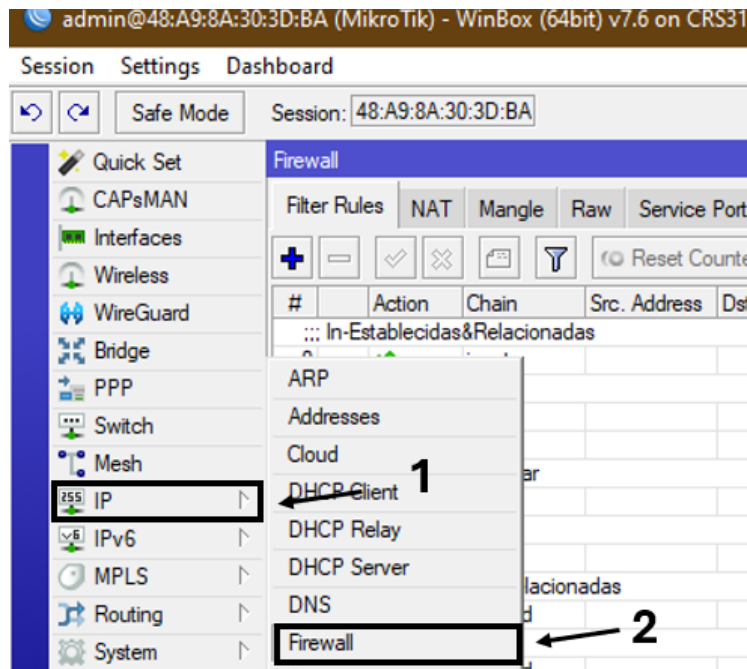 admin@48:A9:8A:30:3D:BA (MikroTik) - WinBox (64bit) v7.6 on CRS31
Session Settings Dashboard
Safe Mode Session: 48:A9:8A:30:3D:BA
Quick Set
CAPsMAN
Interfaces
Wireless
WireGuard
Bridge
PPP
Switch
Mesh
IP
IPv6
MPLS
Routing
System
Firewall
Filter Rules NAT Mangle Raw Service Port
Reset Counte
# Action Chain Src. Address Dst
;;; In-Establecidas&Relacionadas
ARP
Addresses
Cloud
DHCP Client
DHCP Relay
DHCP Server
DNS
Firewall
1
2
ar
lacionadas